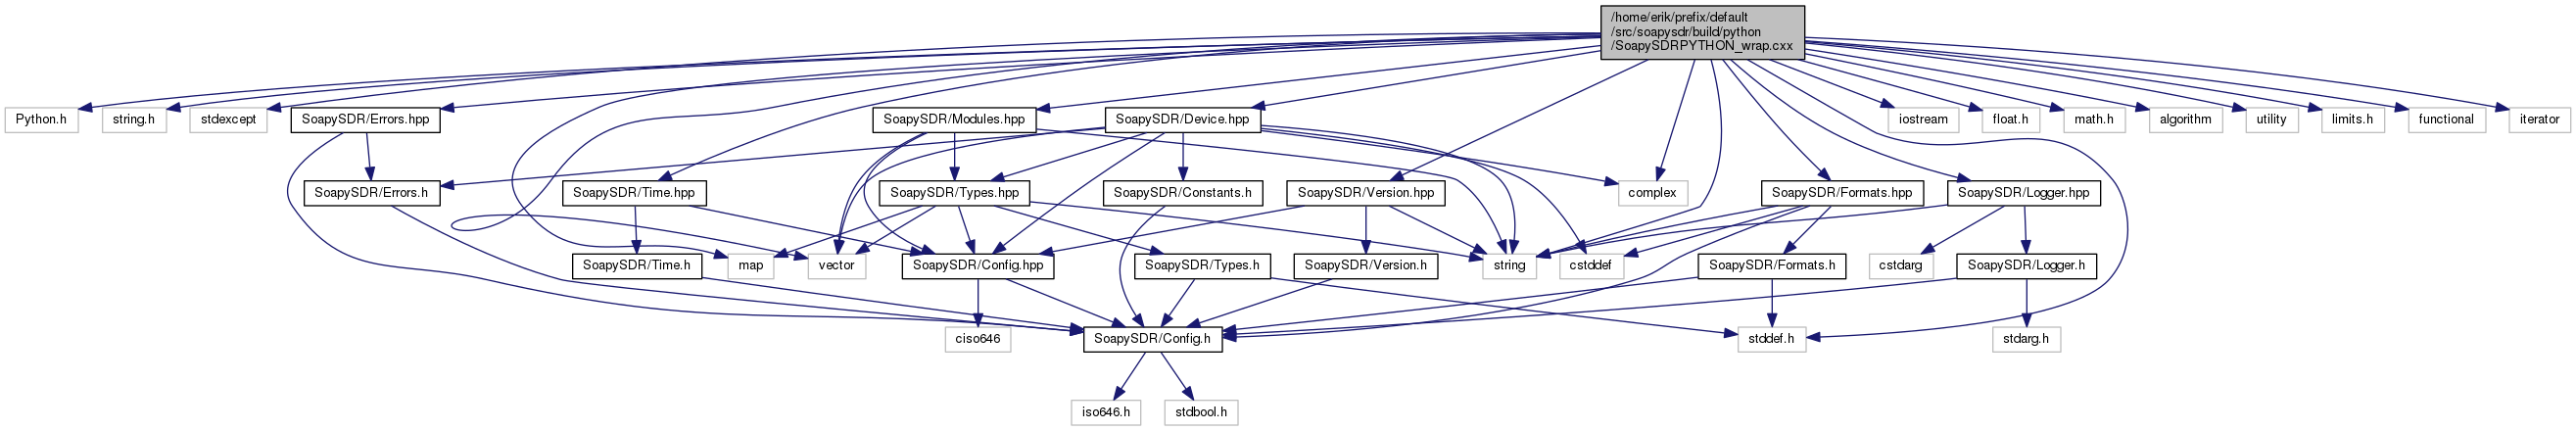 /home/erik/prefix/default
/src/soapysdr/build/python
/SoapySDRPYTHON_wrap.cxx
Python.h
string.h
stdexcept
SoapySDR/Errors.hpp
SoapySDR/Modules.hpp
SoapySDR/Device.hpp
iostream
float.h
math.h
algorithm
utility
limits.h
functional
iterator
SoapySDR/Errors.h
SoapySDR/Time.hpp
SoapySDR/Types.hpp
SoapySDR/Constants.h
SoapySDR/Version.hpp
complex
SoapySDR/Formats.hpp
SoapySDR/Logger.hpp
SoapySDR/Time.h
map
vector
SoapySDR/Config.hpp
SoapySDR/Types.h
SoapySDR/Version.h
string
cstddef
SoapySDR/Formats.h
cstdarg
SoapySDR/Logger.h
ciso646
SoapySDR/Config.h
stddef.h
stdarg.h
iso646.h
stdbool.h